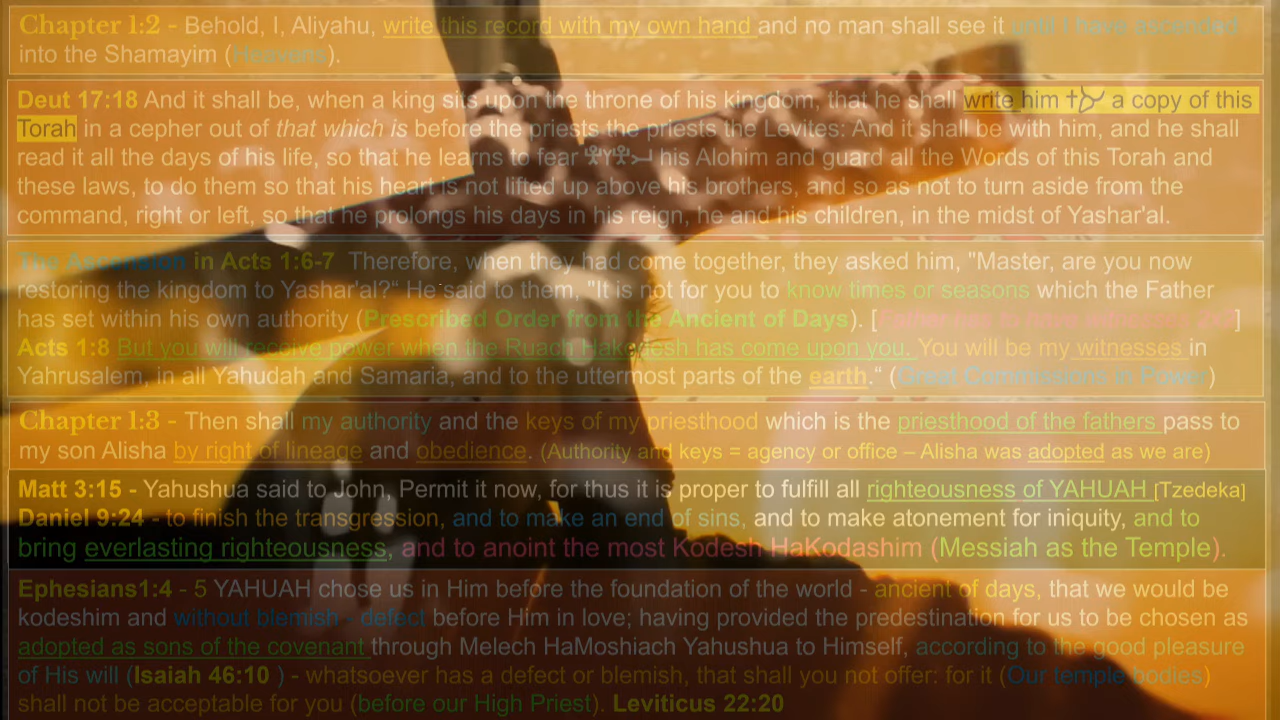 Chapter 1:2 - Behold, I, Aliyahu, write this record with my own hand and no man shall see it until I have ascended
into the Shamayim (Heavens).
Deut 17:18 And it shall be, when a king sits upon the throne of his kingdom, that he shall write him 𐤕𐤀 a copy of this
Torah in a cepher out of that which is before the priests the priests the Levites: And it shall be with him, and he shall
read it all the days of his life, so that he learns to fear his Alohim and guard all the Words of this Torah and
these laws, to do them so that his heart is not lifted up above his brothers, and so as not to turn aside from the
command, right or left, so that he prolongs his days in his reign, he and his children, in the midst of Yashar'al.
The Ascension in Acts 1:6-7 Therefore, when they had come together, they asked him, "Master, are you now
restoring the kingdom to Yashar'al?" He said to them, "It is not for you to know times or seasons which the Father
has set within his own authority (Prescribed Order from the Ancient of Days). [Father has to have]
Acts 1:8 But you will receive power when the Ruach Hakodesh has come upon you. You will be my witnesses in
Yahrusalem, in all Yahudah and Samaria, and to the uttermost parts of the earth." (Great Commissions in Power)
Chapter 1:3 - Then shall my authority and the keys of my priesthood which is the priesthood of the fathers pass to
my son Alisha by right of lineage and obedience. (Authority and keys = agency or office – Alisha was adopted as we are)
Matt 3:15 - Yahushua said to John, Permit it now, for thus it is proper to fulfill all righteousness of YAHUAH [Tzedeka]
Daniel 9:24 - to finish the transgression, and to make an end of sins, and to make atonement for iniquity, and to
bring everlasting righteousness, and to anoint the most Kodesh HaKodashim (Messiah as the Temple).
Ephesians1:4 - 5 YAHUAH chose us in Him before the foundation of the world - ancient of days, that we would be
kodeshim and without blemish - defect before Him in love; having provided the predestination for us to be chosen as
adopted as sons of the covenant through Melech HaMoshiach Yahushua to Himself, according to the good pleasure
of His will (Isaiah 46:10 ) - whatsoever has a defect or blemish, that shall you not offer: for it (Our temple bodies)
shall not be acceptable for you (before our High Priest). Leviticus 22:20